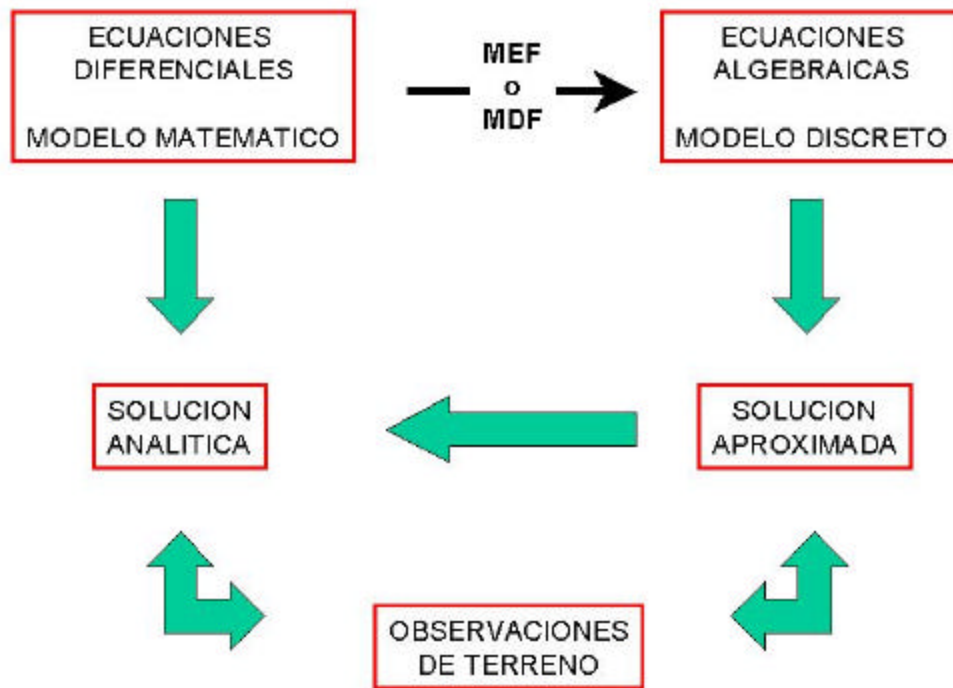 ECUACIONES
DIFERENCIALES
MODELO MATEMATICO
MEF
o
MDF
ECUACIONES
ALGEBRAICAS
MODELO DISCRETO
SOLUCION
ANALITICA
SOLUCION
APROXIMADA
OBSERVACIONES
DE TERRENO